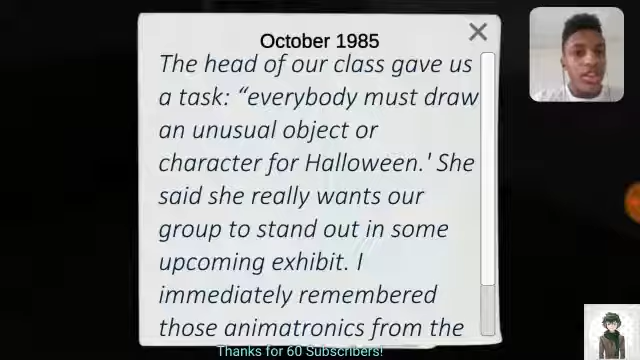 October 1985
The head of our class gave us
a task: “everybody must draw
an unusual object or
character for Halloween.' She
said she really wants our
group to stand out in some
upcoming exhibit. I
immediately remembered
those animatronics from the
Thanks for 60 Subscribers!